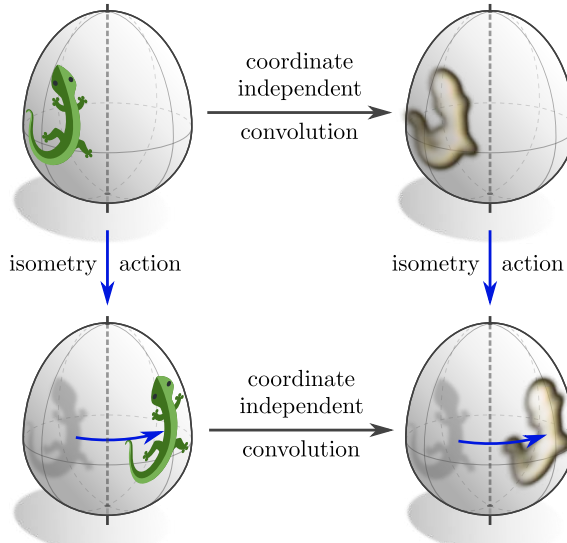 coordinate
independent
convolution
isometry action
isometry action
coordinate
independent
convolution